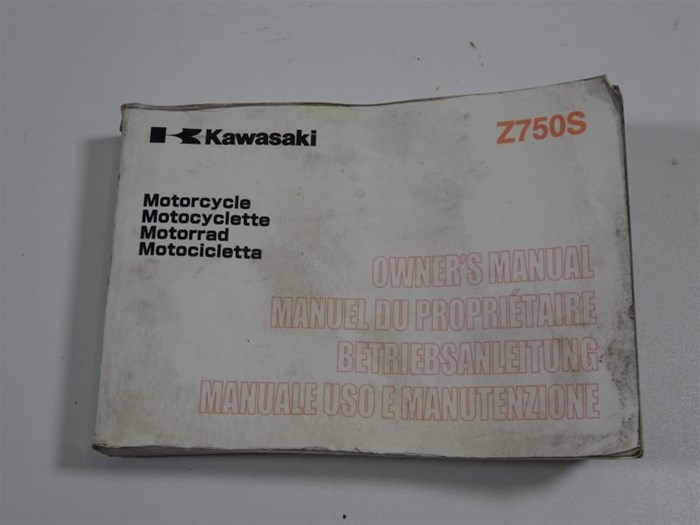 Kawasaki
Z750S
Motorcycle
Motocyclette
Motorrad
Motocicletta
OWNER'S MANUAL
MANUEL DU PROPRIÉTAIRE
BETRIEBSANLEITUNG
MANUALE USO E MANUTENZIONE